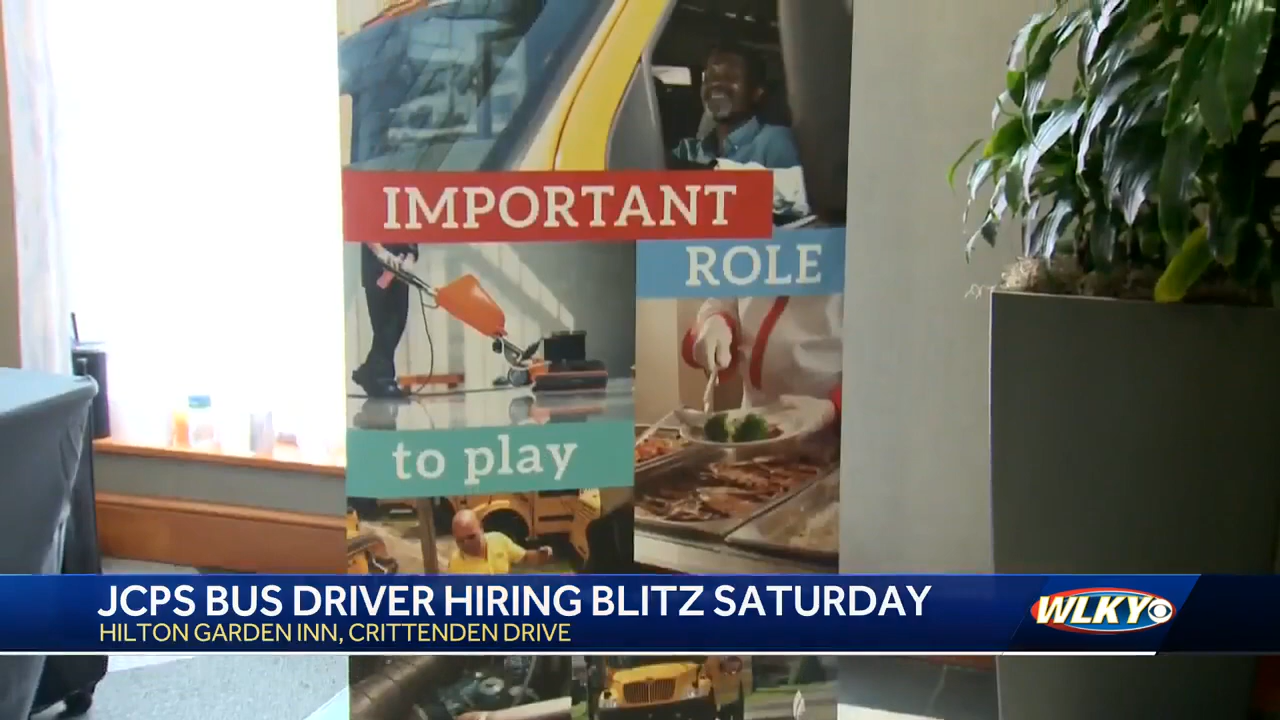 IMPORTANT
ROLE
to play
JCPS BUS DRIVER HIRING BLITZ SATURDAY
HILTON GARDEN INN, CRITTENDEN DRIVE
WLKY